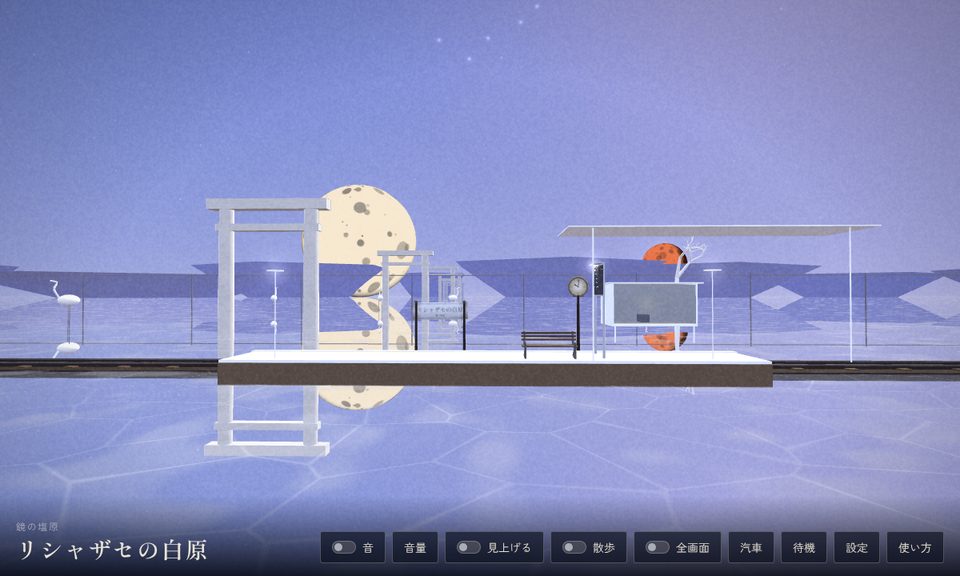 鏡の塩原
リシャザセの白原
音
音量
見上げる
散歩
全画面
汽車
待機
設定
使い方